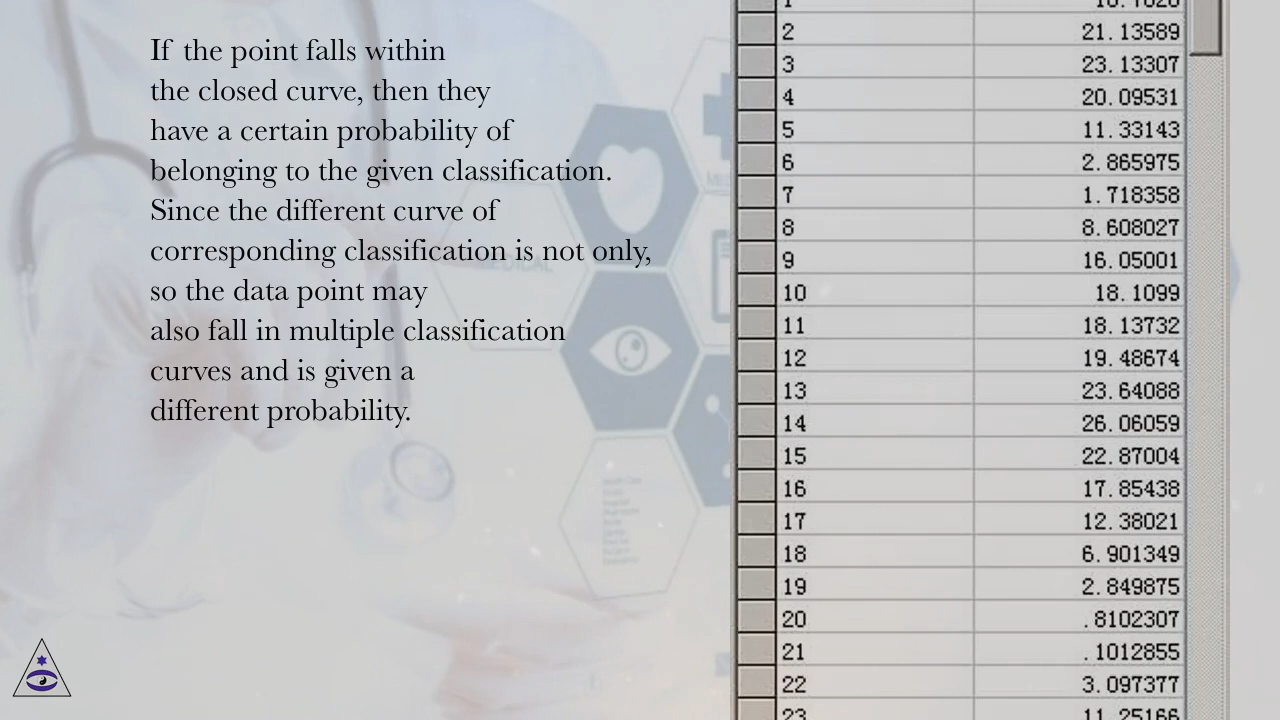 If the point falls within
the closed curve, then they
have a certain probability of
belonging to the given classification.
Since the different curve of
corresponding classification is not only,
so the data point may
also fall in multiple classification
curves and is given a
different probability.
1
2 21.13589
3 23.13307
4 20.09531
5 11.33143
6 2.865975
7 1.718358
8 8.608027
9 16.05001
10 18.1099
11 18.13732
12 19.48674
13 23.64088
14 26.06059
15 22.87004
16 17.85438
17 12.38021
18 6.901349
19 2.849875
20 .8102307
21 .1012855
22 3.097377
23 11.25166